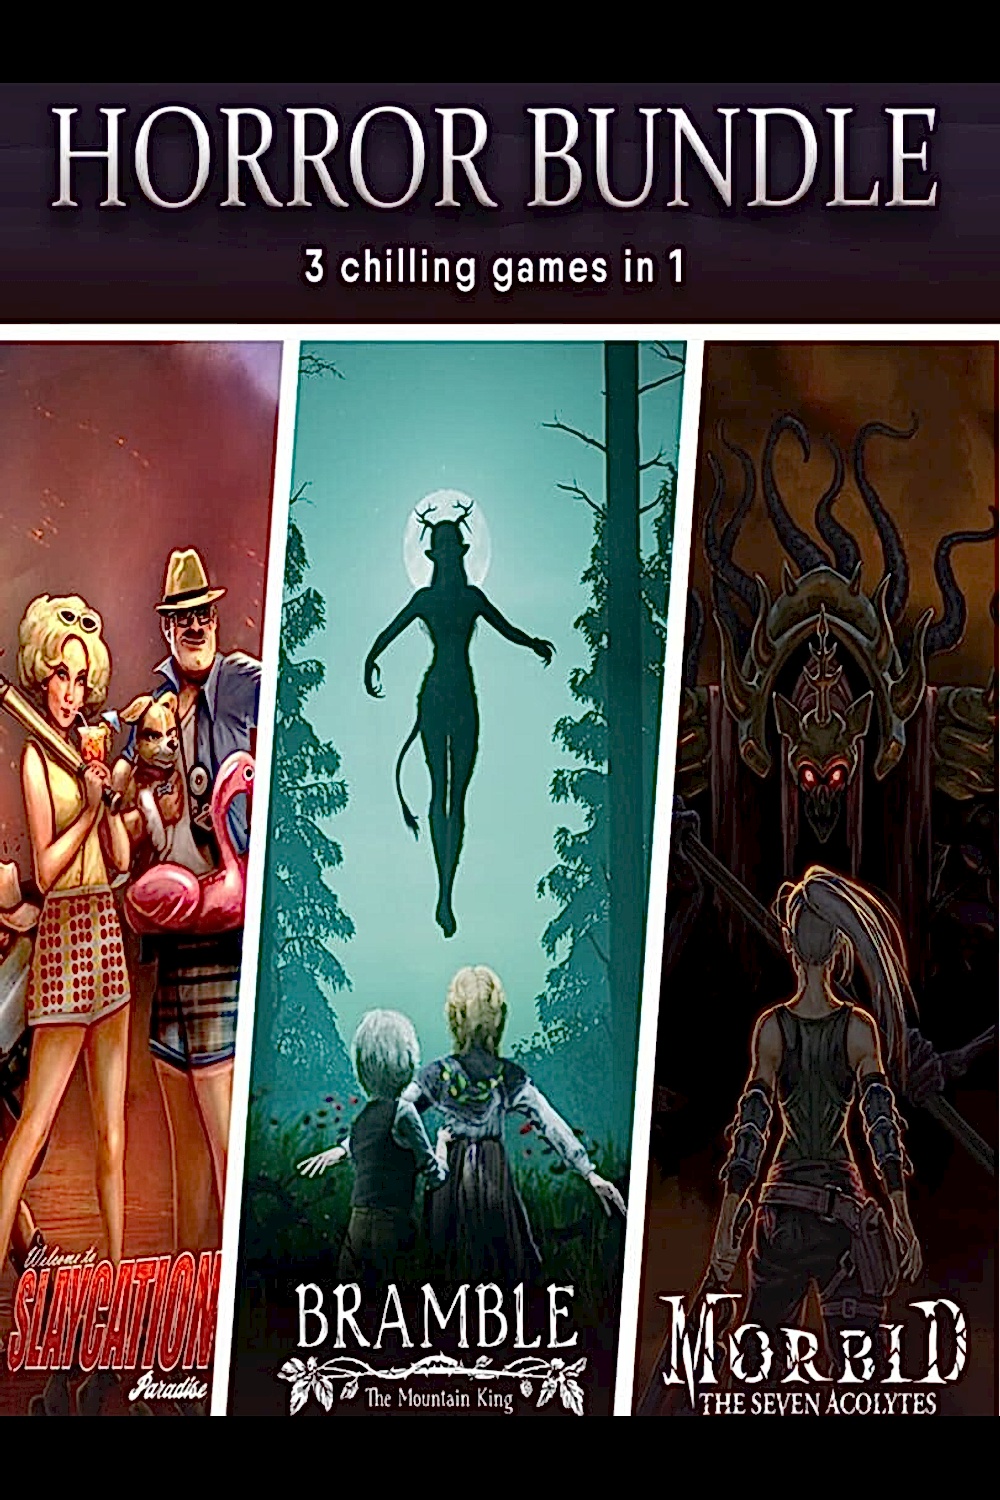 HORROR BUNDLE
3 chilling games in 1
Welcome to
SLAYCATION
Paradise
BRAMBLE
The Mountain King
MORBID
THE SEVEN ACOLYTES